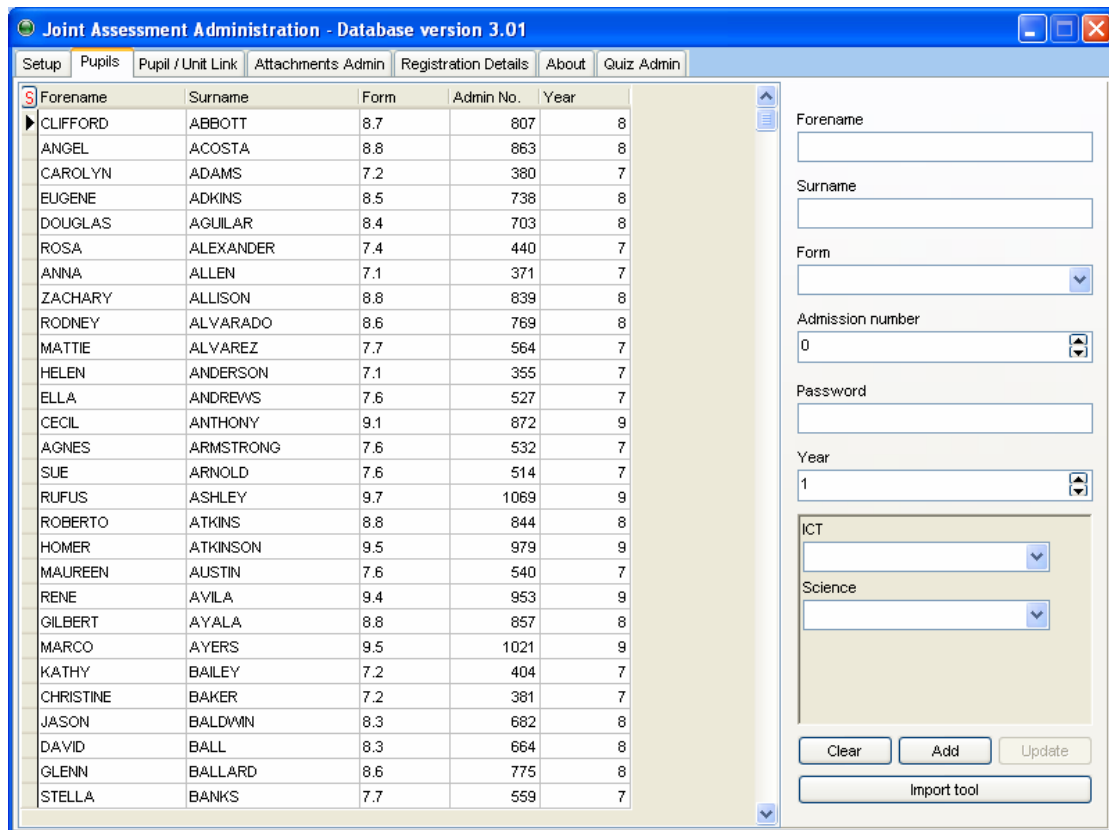 Joint Assessment Administration - Database version 3.01
Setup Pupils Pupil / Unit Link Attachments Admin Registration Details About Quiz Admin
S Forename Surname Form Admin No. Year
CLIFFORD ABBOTT 8.7 807 8
ANGEL ACOSTA 8.8 863 8
CAROLYN ADAMS 7.2 380 7
EUGENE ADKINS 8.5 738 8
DOUGLAS AGUILAR 8.4 703 8
ROSA ALEXANDER 7.4 440 7
ANNA ALLEN 7.1 371 7
ZACHARY ALLISON 8.8 839 8
RODNEY ALVARADO 8.6 769 8
MATTIE ALVAREZ 7.7 564 7
HELEN ANDERSON 7.1 355 7
ELLA ANDREWS 7.6 527 7
CECIL ANTHONY 9.1 872 9
AGNES ARMSTRONG 7.6 532 7
SUE ARNOLD 7.6 514 7
RUFUS ASHLEY 9.7 1069 9
ROBERTO ATKINS 8.8 844 8
HOMER ATKINSON 9.5 979 9
MAUREEN AUSTIN 7.6 540 7
RENE AVILA 9.4 953 9
GILBERT AYALA 8.8 857 8
MARCO AYERS 9.5 1021 9
KATHY BAILEY 7.2 404 7
CHRISTINE BAKER 7.2 381 7
JASON BALDWIN 8.3 682 8
DAVID BALL 8.3 664 8
GLENN BALLARD 8.6 775 8
STELLA BANKS 7.7 559 7
Forename
Surname
Form
Admission number
0
Password
Year
1
ICT
Science
Clear Add Update
Import tool